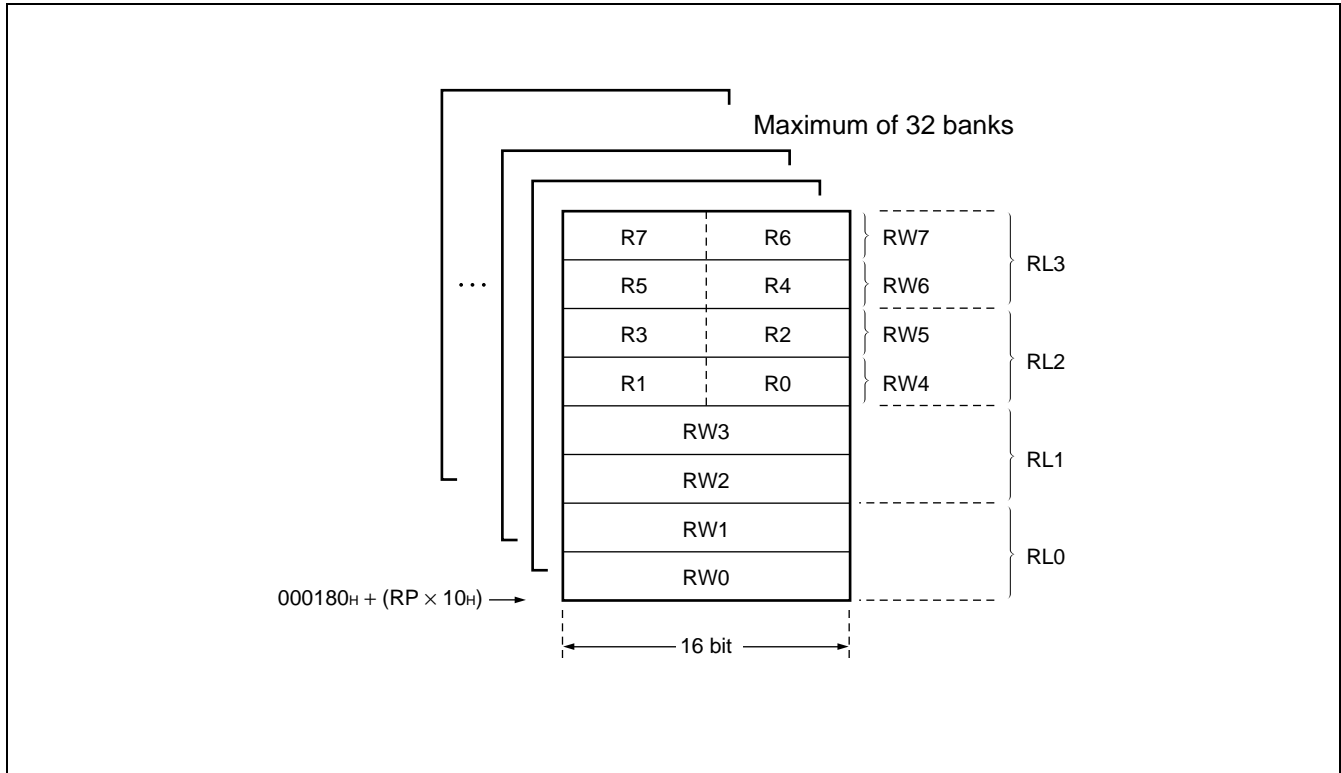 Maximum of 32 banks
R7 R6 RW7
RL3
R5 R4 RW6
...
R3 R2 RW5
RL2
R1 R0 RW4
RW3
RL1
RW2
RW1
RL0
RW0
000180H + (RP × 10H)
16 bit